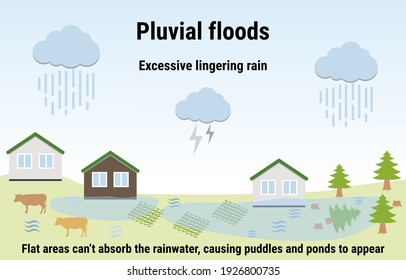 Pluvial floods
Excessive lingering rain
Flat areas can't absorb the rainwater, causing puddles and ponds to appear
shutterstock.com · 1926800735